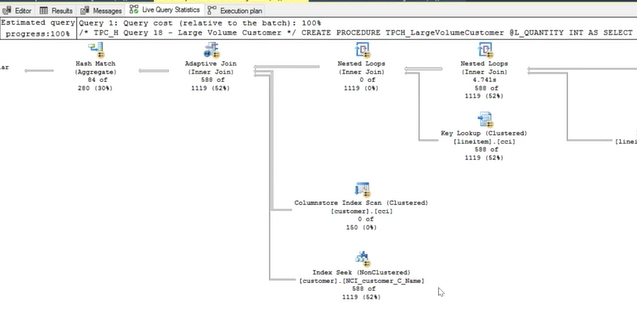 Editor Results Messages Live Query Statistics Execution plan
Estimated query Query 1: Query cost (relative to the batch): 100%
progress:100% /* TPC_H Query 18 - Large Volume Customer */ CREATE PROCEDURE TPCH_LargeVolumeCustomer @L_QUANTITY INT AS SELECT
ar
Hash Match
(Aggregate)
84 of
280 (30%)
Adaptive Join
(Inner Join)
588 of
1119 (52%)
Nested Loops
(Inner Join)
0 of
1119 (0%)
Nested Loops
(Inner Join)
4.741s
588 of
1119 (52%)
Key Lookup (Clustered)
[lineitem].[cci]
588 of
1119 (52%)
[linei
Columnstore Index Scan (Clustered)
[customer].[cci]
0 of
150 (0%)
Index Seek (NonClustered)
[customer].[NCI_customer_C_Name]
588 of
1119 (52%)